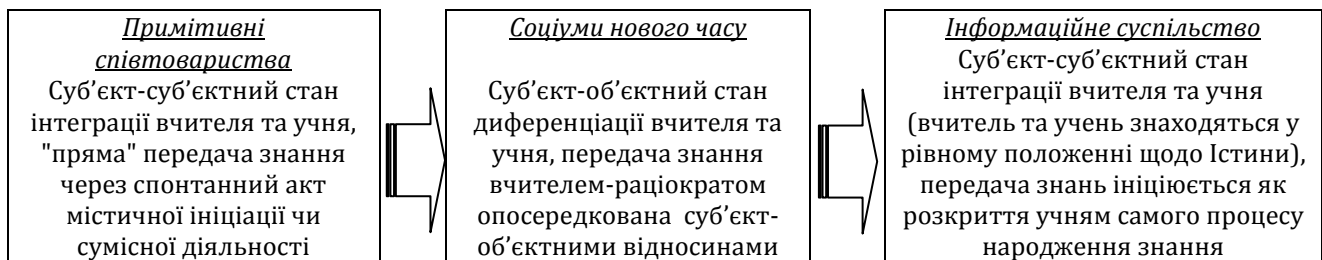 Примітивні
співтовариства
Суб’єкт-суб’єктний стан
інтеграції вчителя та учня,
"пряма" передача знання
через спонтанний акт
містичної ініціації чи
сумісної діяльності
Соціуми нового часу
Суб’єкт-об’єктний стан
диференціації вчителя та
учня, передача знання
вчителем-раціократом
опосередкована суб’єкт-
об’єктними відносинами
Інформаційне суспільство
Суб’єкт-суб’єктний стан
інтеграції вчителя та учня
(вчитель та учень знаходяться у
рівному положенні щодо Істини),
передача знань ініціюється як
розкриття учням самого процесу
народження знання